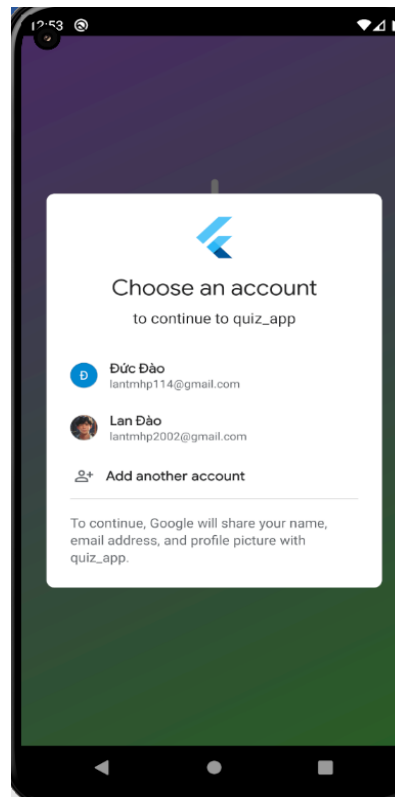 12:53
Choose an account
to continue to quiz_app
Đ
Đức Đào
lantmhp114@gmail.com
Lan Đào
lantmhp2002@gmail.com
Add another account
To continue, Google will share your name,
email address, and profile picture with
quiz_app.